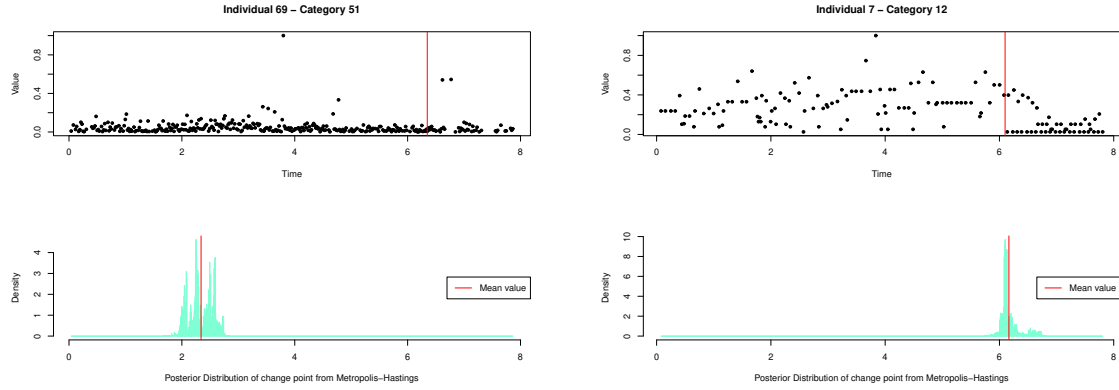 Individual 69 − Category 51
Value
0.0
0.4
0.8
0 2 4 6 8
Time
Density
0 1 2 3 4
Mean value
0 2 4 6 8
Posterior Distribution of change point from Metropolis−Hastings
Individual 7 − Category 12
Value
0.0
0.4
0.8
0 2 4 6 8
Time
Density
0 2 4 6 8 10
Mean value
0 2 4 6 8
Posterior Distribution of change point from Metropolis−Hastings